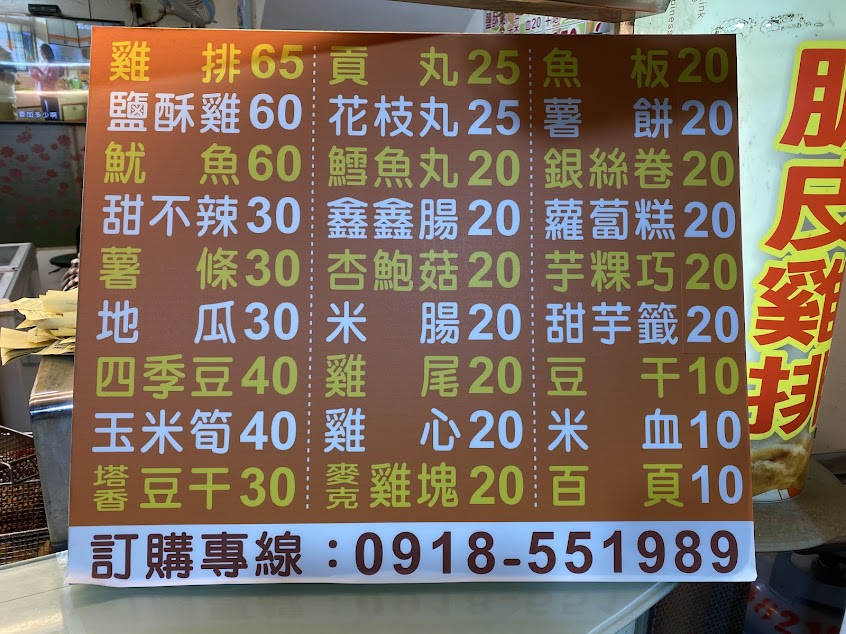 雞排65
鹽酥雞60
魷魚60
甜不辣30
薯條30
地瓜30
四季豆40
玉米筍40
塔香豆干30
貢丸25
花枝丸25
鱈魚丸20
鑫鑫腸20
杏鮑菇20
米腸20
雞尾20
雞心20
麥克雞塊20
魚板20
薯餅20
銀絲卷20
蘿蔔糕20
芋粿巧20
甜芋籤20
豆干10
米血10
百頁10
訂購專線：0918-551989
脆皮雞排